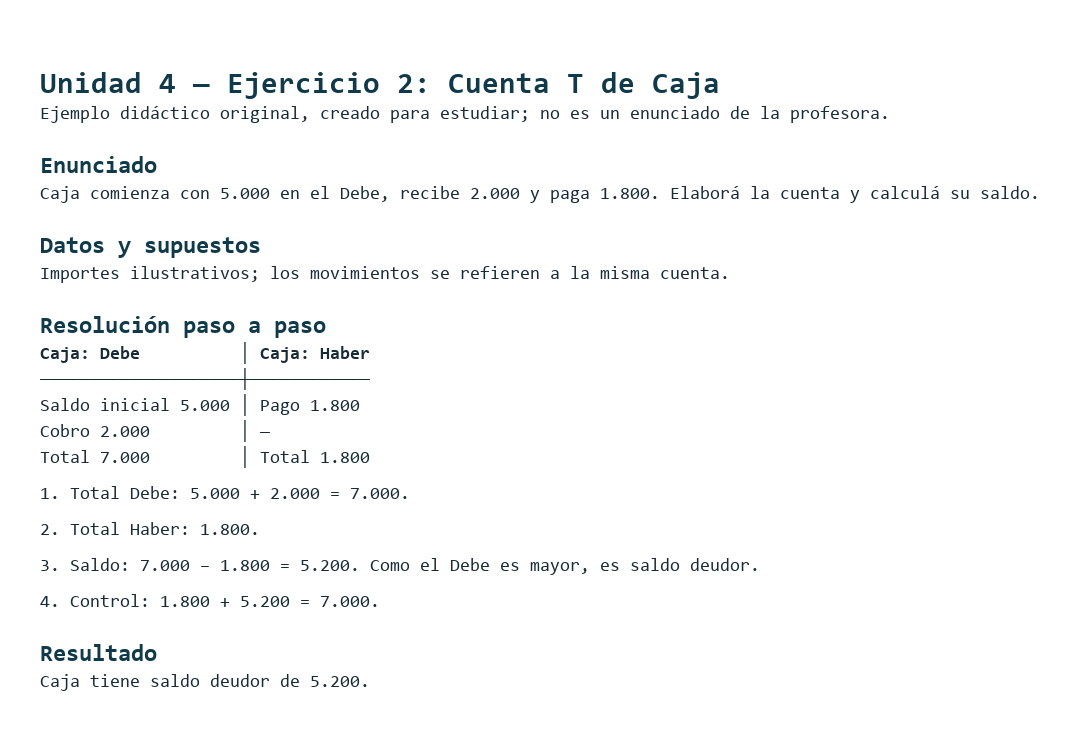 Unidad 4 — Ejercicio 2: Cuenta T de Caja
Ejemplo didáctico original, creado para estudiar; no es un enunciado de la profesora.
Enunciado
Caja comienza con 5.000 en el Debe, recibe 2.000 y paga 1.800. Elaborá la cuenta y calculá su saldo.
Datos y supuestos
Importes ilustrativos; los movimientos se refieren a la misma cuenta.
Resolución paso a paso
Caja: Debe │ Caja: Haber
Saldo inicial 5.000 │ Pago 1.800
Cobro 2.000 │ —
Total 7.000 │ Total 1.800
1. Total Debe: 5.000 + 2.000 = 7.000.
2. Total Haber: 1.800.
3. Saldo: 7.000 − 1.800 = 5.200. Como el Debe es mayor, es saldo deudor.
4. Control: 1.800 + 5.200 = 7.000.
Resultado
Caja tiene saldo deudor de 5.200.